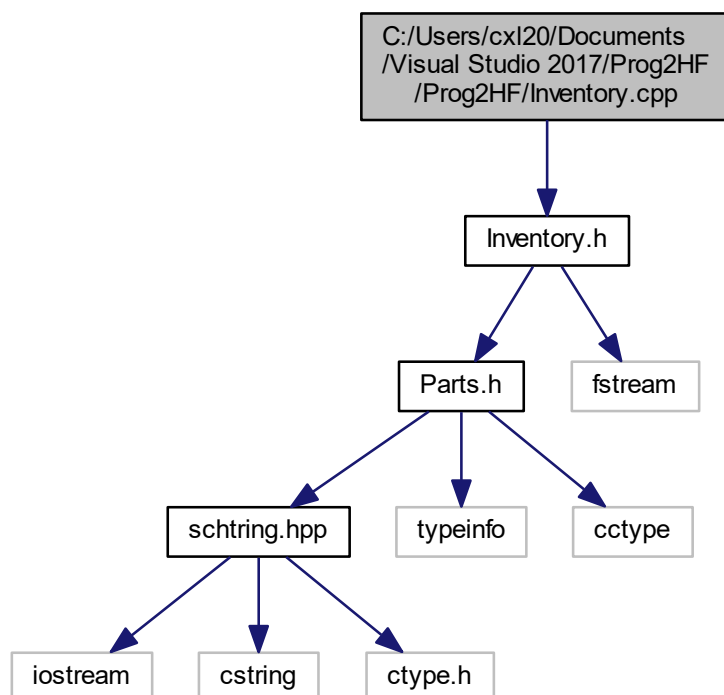 C:/Users/cxl20/Documents
/Visual Studio 2017/Prog2HF
/Prog2HF/Inventory.cpp
Inventory.h
Parts.h
fstream
schtring.hpp
typeinfo
cctype
iostream
cstring
ctype.h